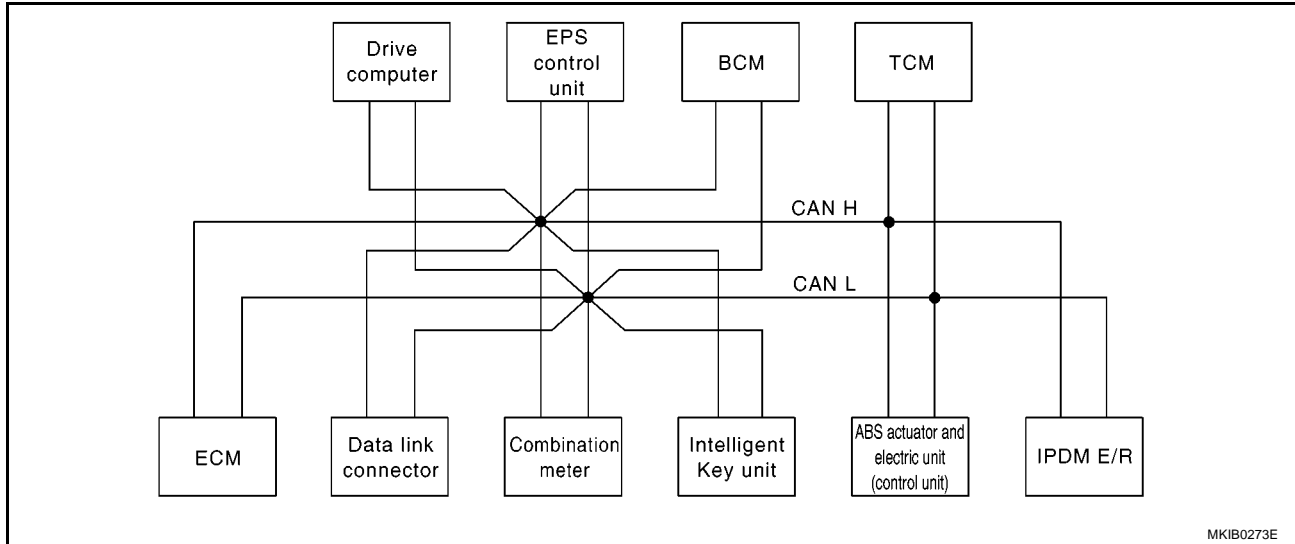 Drive
computer
EPS
control
unit
BCM
TCM
CAN H
CAN L
ECM
Data link
connector
Combination
meter
Intelligent
Key unit
ABS actuator and
electric unit
(control unit)
IPDM E/R
MKIB0273E